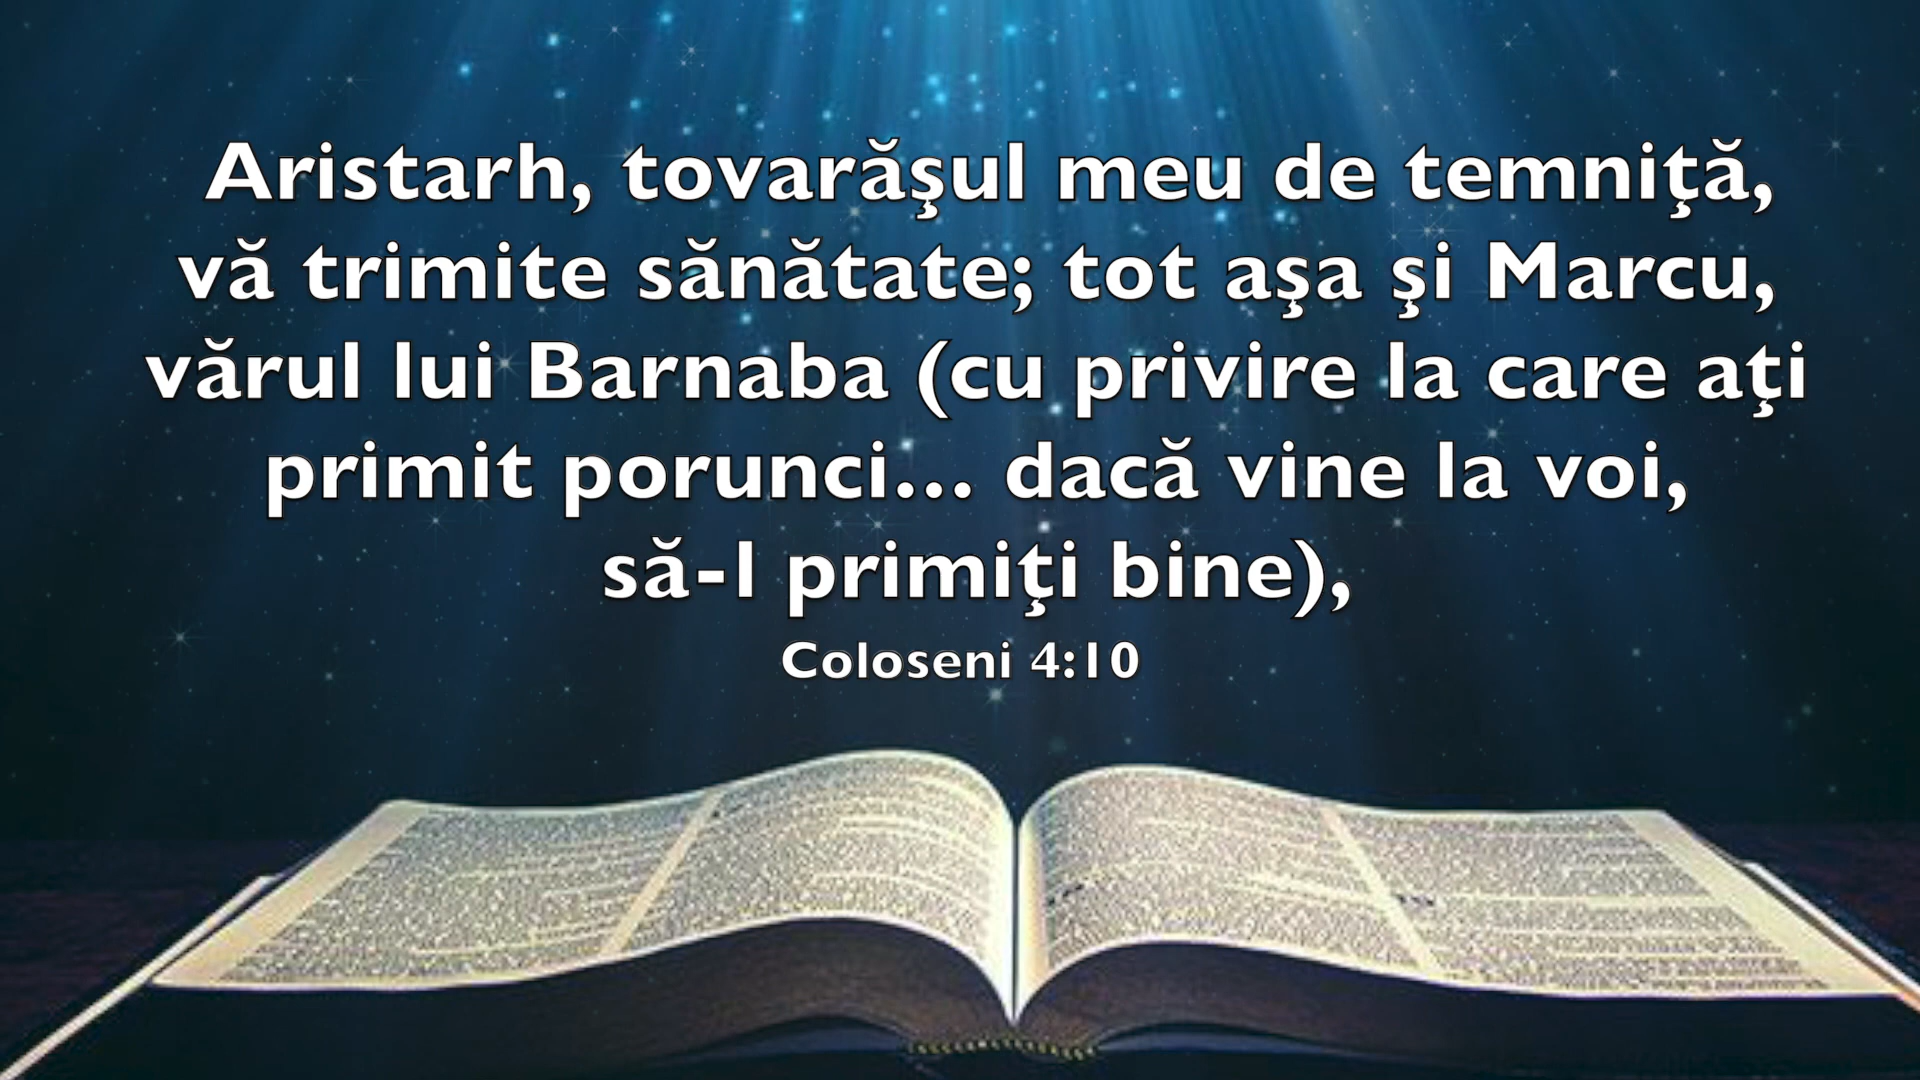 Aristarh, tovarăşul meu de temniţă,
vă trimite sănătate; tot aşa şi Marcu,
vărul lui Barnaba (cu privire la care aţi
primit porunci... dacă vine la voi,
să-l primiţi bine),
Coloseni 4:10